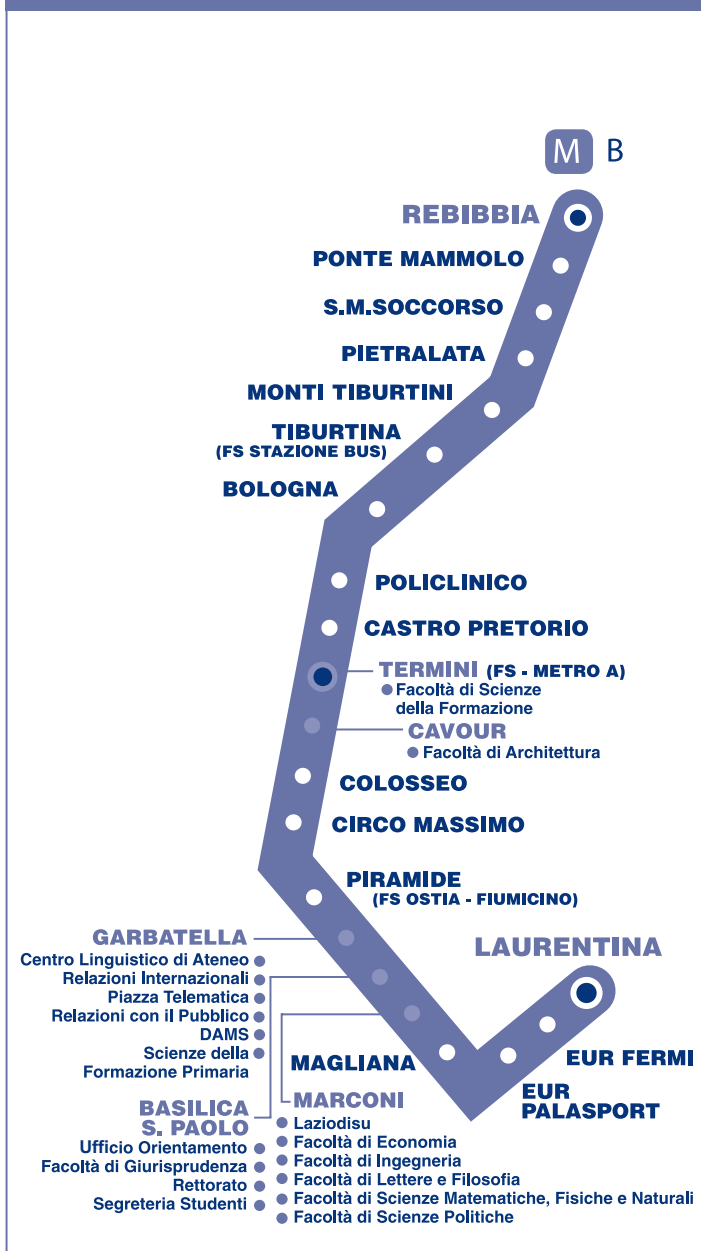 M B
REBIBBIA
PONTE MAMMOLO
S.M.SOCCORSO
PIETRALATA
MONTI TIBURTINI
TIBURTINA
(FS STAZIONE BUS)
BOLOGNA
POLICLINICO
CASTRO PRETORIO
TERMINI (FS - METRO A)
Facoltà di Scienze
della Formazione
CAVOUR
Facoltà di Architettura
COLOSSEO
CIRCO MASSIMO
PIRAMIDE
(FS OSTIA - FIUMICINO)
GARBATELLA
Centro Linguistico di Ateneo
Relazioni Internazionali
Piazza Telematica
Relazioni con il Pubblico
DAMS
Scienze della
Formazione Primaria
BASILICA
S. PAOLO
Ufficio Orientamento
Facoltà di Giurisprudenza
Rettorato
Segreteria Studenti
MARCONI
Laziodisu
Facoltà di Economia
Facoltà di Ingegneria
Facoltà di Lettere e Filosofia
Facoltà di Scienze Matematiche, Fisiche e Naturali
Facoltà di Scienze Politiche
MAGLIANA
EUR
PALASPORT
EUR FERMI
LAURENTINA